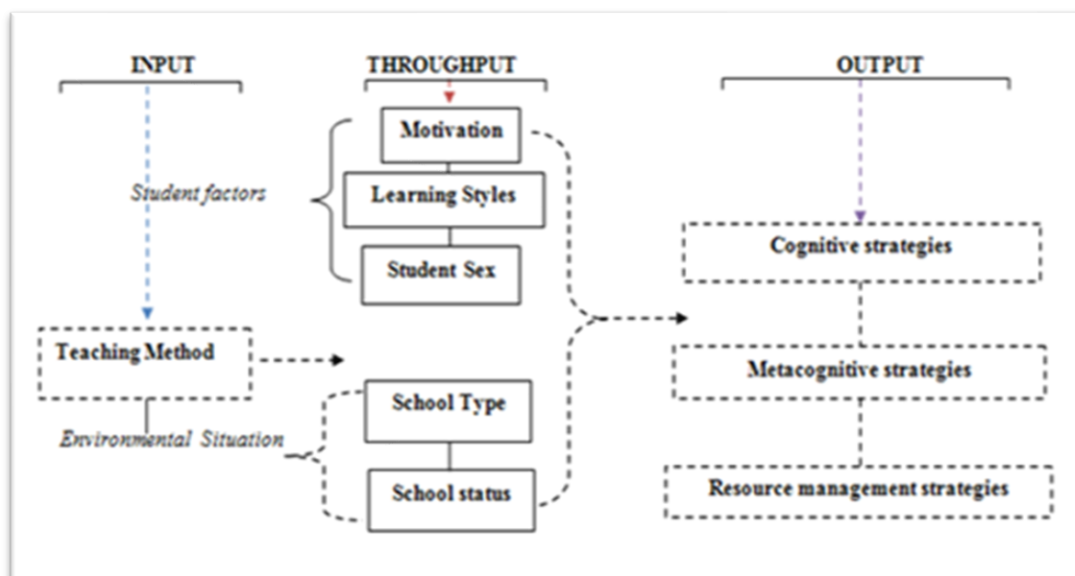 INPUT
THROUGHPUT
OUTPUT
Motivation
Student factors
Learning Styles
Student Sex
Cognitive strategies
Teaching Method
Metacognitive strategies
School Type
Environmental Situation
School status
Resource management strategies